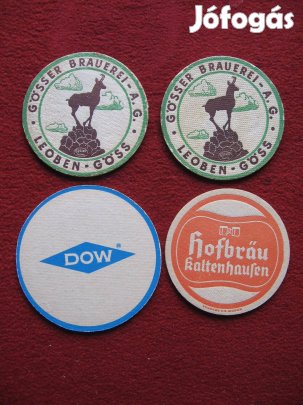 Jófogás
GÖSSER BRAUEREI-A.G.
LEOBEN-GÖSS
GÖSSER BRAUEREI-A.G.
LEOBEN-GÖSS
DOW®
Hofbräu
Kaltenhausen